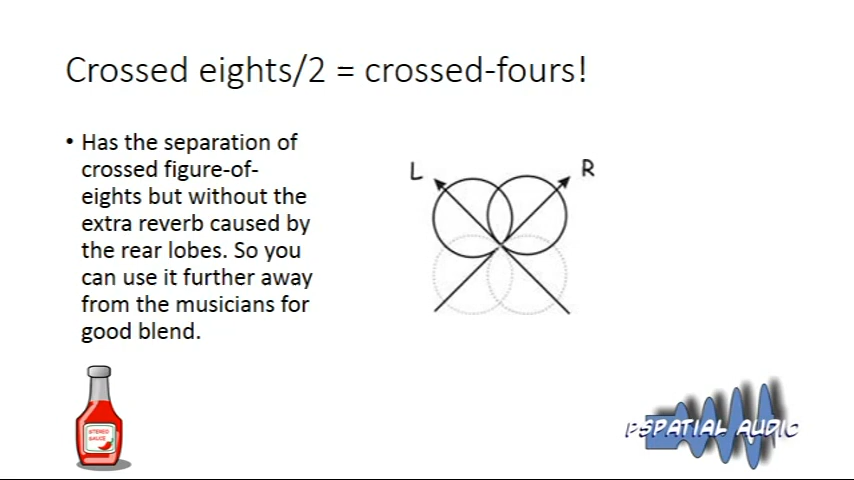 Crossed eights/2 = crossed-fours!
• Has the separation of
crossed figure-of-
eights but without the
extra reverb caused by
the rear lobes. So you
can use it further away
from the musicians for
good blend.
L
R
STEREO
SAUCE
PSPATIAL AUDIO